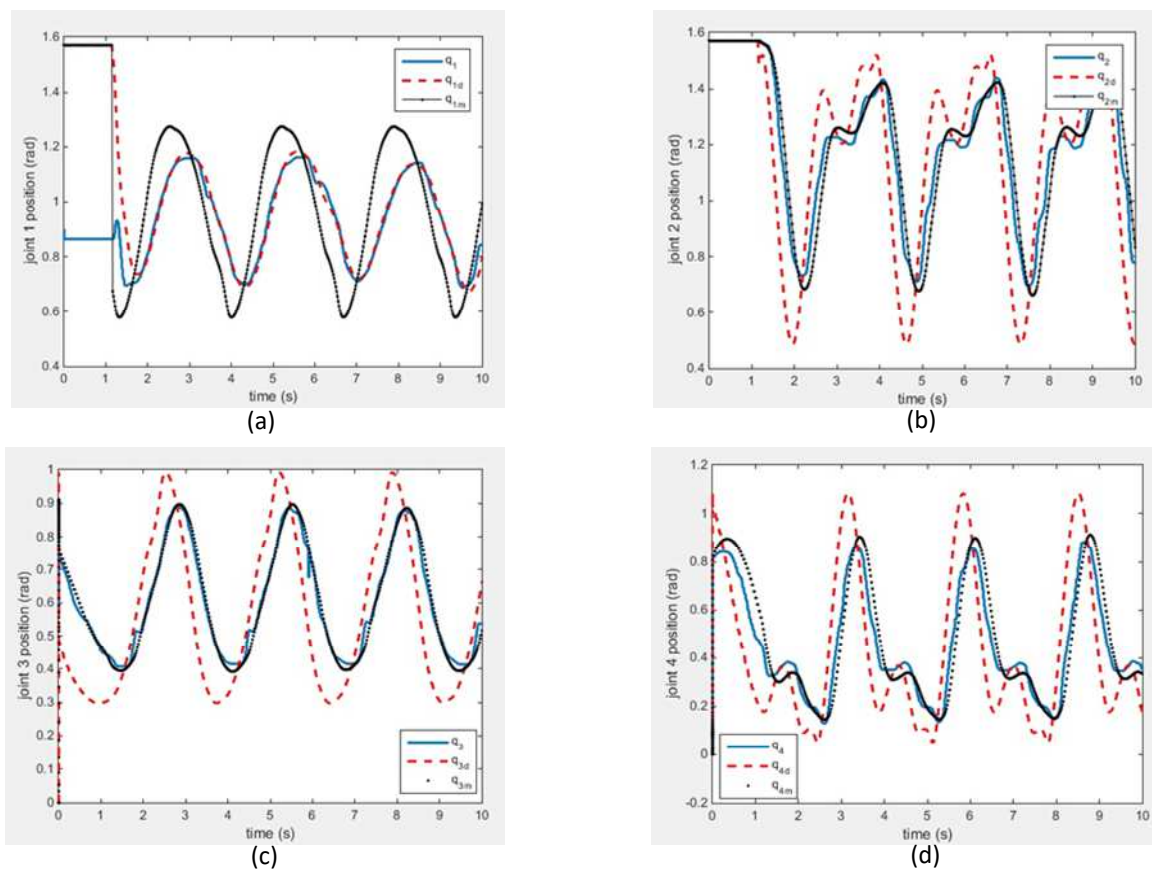 1.6
1.4
1.2
1
0.8
0.6
0.4
0 1 2 3 4 5 6 7 8 9 10
joint 1 position (rad)
time (s)
q1
q1d
q1m
(a)
1.6
1.4
1.2
1
0.8
0.6
0.4
0 1 2 3 4 5 6 7 8 9 10
joint 2 position (rad)
time (s)
q2
q2d
q2m
(b)
1
0.9
0.8
0.7
0.6
0.5
0.4
0.3
0.2
0.1
0
0 1 2 3 4 5 6 7 8 9 10
joint 3 position (rad)
time (s)
q3
q3d
q3m
(c)
1.2
1
0.8
0.6
0.4
0.2
0
-0.2
0 1 2 3 4 5 6 7 8 9 10
joint 4 position (rad)
time (s)
q4
q4d
q4m
(d)